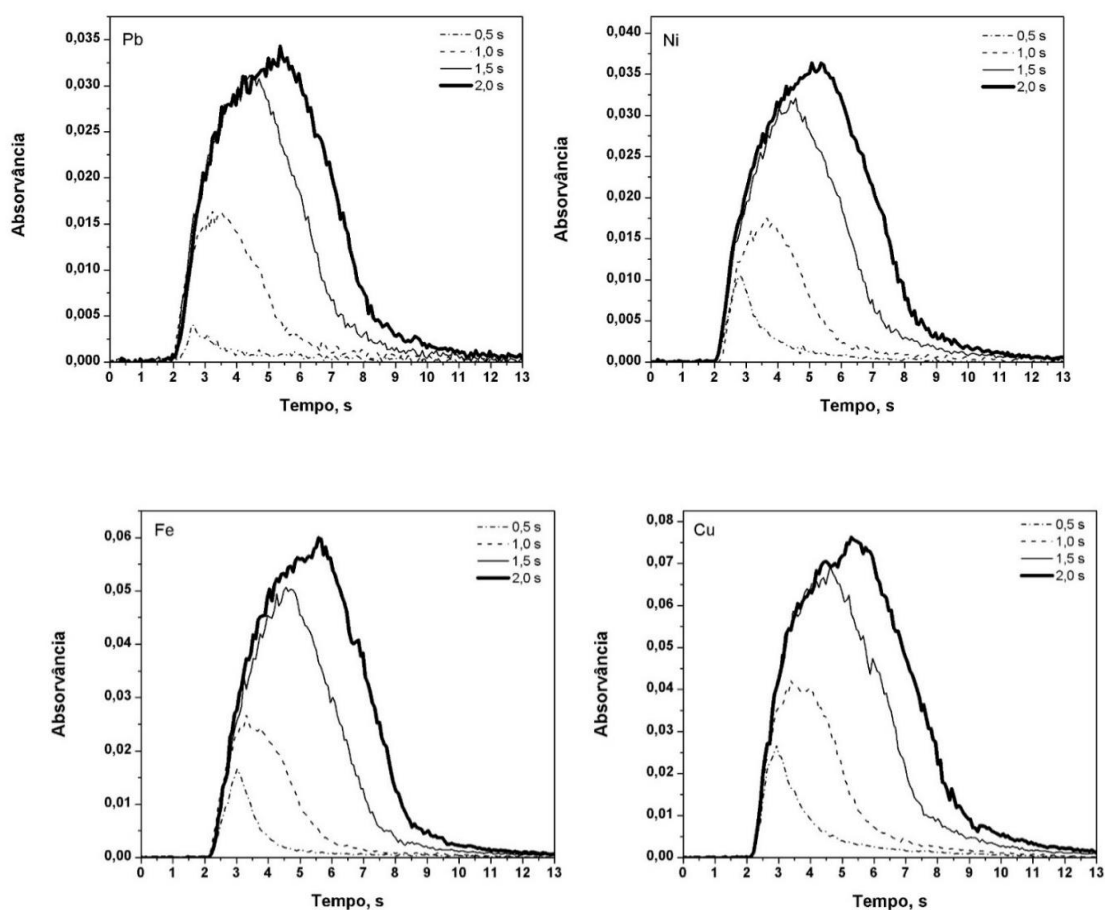 Pb
0,5 s
1,0 s
1,5 s
2,0 s
0,035
0,030
0,025
0,020
0,015
0,010
0,005
0,000
Absorvância
0 1 2 3 4 5 6 7 8 9 10 11 12 13
Tempo, s
Ni
0,5 s
1,0 s
1,5 s
2,0 s
0,040
0,035
0,030
0,025
0,020
0,015
0,010
0,005
0,000
Absorvância
0 1 2 3 4 5 6 7 8 9 10 11 12 13
Tempo, s
Fe
0,5 s
1,0 s
1,5 s
2,0 s
0,06
0,05
0,04
0,03
0,02
0,01
0,00
Absorvância
0 1 2 3 4 5 6 7 8 9 10 11 12 13
Tempo, s
Cu
0,5 s
1,0 s
1,5 s
2,0 s
0,08
0,07
0,06
0,05
0,04
0,03
0,02
0,01
0,00
Absorvância
0 1 2 3 4 5 6 7 8 9 10 11 12 13
Tempo, s